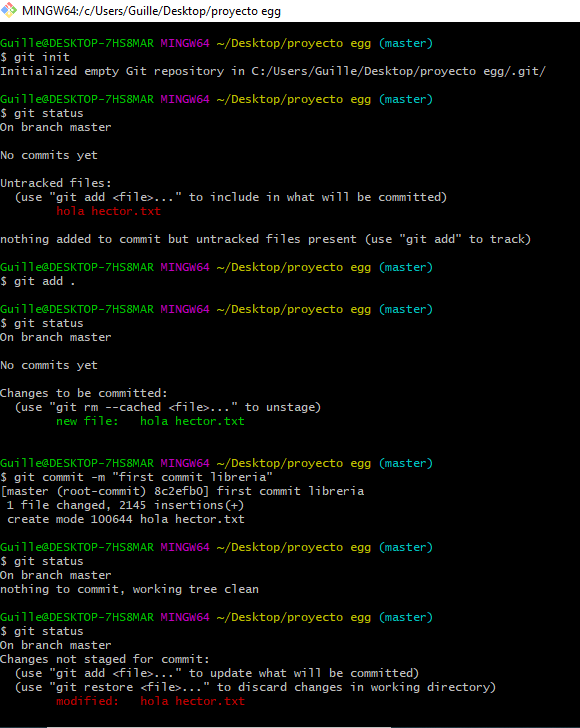 MINGW64:/c/Users/Guille/Desktop/proyecto egg
Guille@DESKTOP-7HS8MAR MINGW64 ~/Desktop/proyecto egg (master)
$ git init
Initialized empty Git repository in C:/Users/Guille/Desktop/proyecto egg/.git/
Guille@DESKTOP-7HS8MAR MINGW64 ~/Desktop/proyecto egg (master)
$ git status
On branch master
No commits yet
Untracked files:
  (use "git add <file>..." to include in what will be committed)
        hola hector.txt
nothing added to commit but untracked files present (use "git add" to track)
Guille@DESKTOP-7HS8MAR MINGW64 ~/Desktop/proyecto egg (master)
$ git add .
Guille@DESKTOP-7HS8MAR MINGW64 ~/Desktop/proyecto egg (master)
$ git status
On branch master
No commits yet
Changes to be committed:
  (use "git rm --cached <file>..." to unstage)
        new file:   hola hector.txt
Guille@DESKTOP-7HS8MAR MINGW64 ~/Desktop/proyecto egg (master)
$ git commit -m "first commit libreria"
[master (root-commit) 8c2efb0] first commit libreria
 1 file changed, 2145 insertions(+)
 create mode 100644 hola hector.txt
Guille@DESKTOP-7HS8MAR MINGW64 ~/Desktop/proyecto egg (master)
$ git status
On branch master
nothing to commit, working tree clean
Guille@DESKTOP-7HS8MAR MINGW64 ~/Desktop/proyecto egg (master)
$ git status
On branch master
Changes not staged for commit:
  (use "git add <file>..." to update what will be committed)
  (use "git restore <file>..." to discard changes in working directory)
        modified:   hola hector.txt